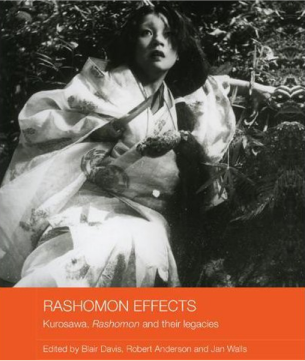 RASHOMON EFFECTS
Kurosawa, Rashomon and their legacies
Edited by Blair Davis, Robert Anderson and Jan Walls